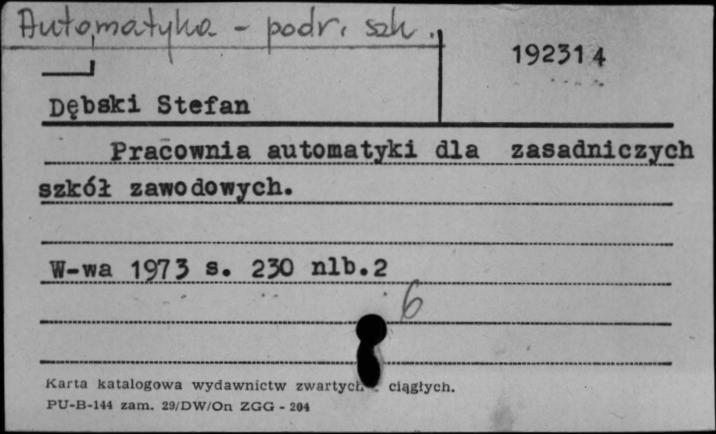 Automatyka - podr. szk.
192314
Dębski Stefan
Pracownia automatyki dla zasadniczych
szkół zawodowych.
W-wa 1973 s. 230 nlb.2
6
Karta katalogowa wydawnictw zwartych - ciągłych.
PU-B-144 zam. 29/DW/On ZGG - 204